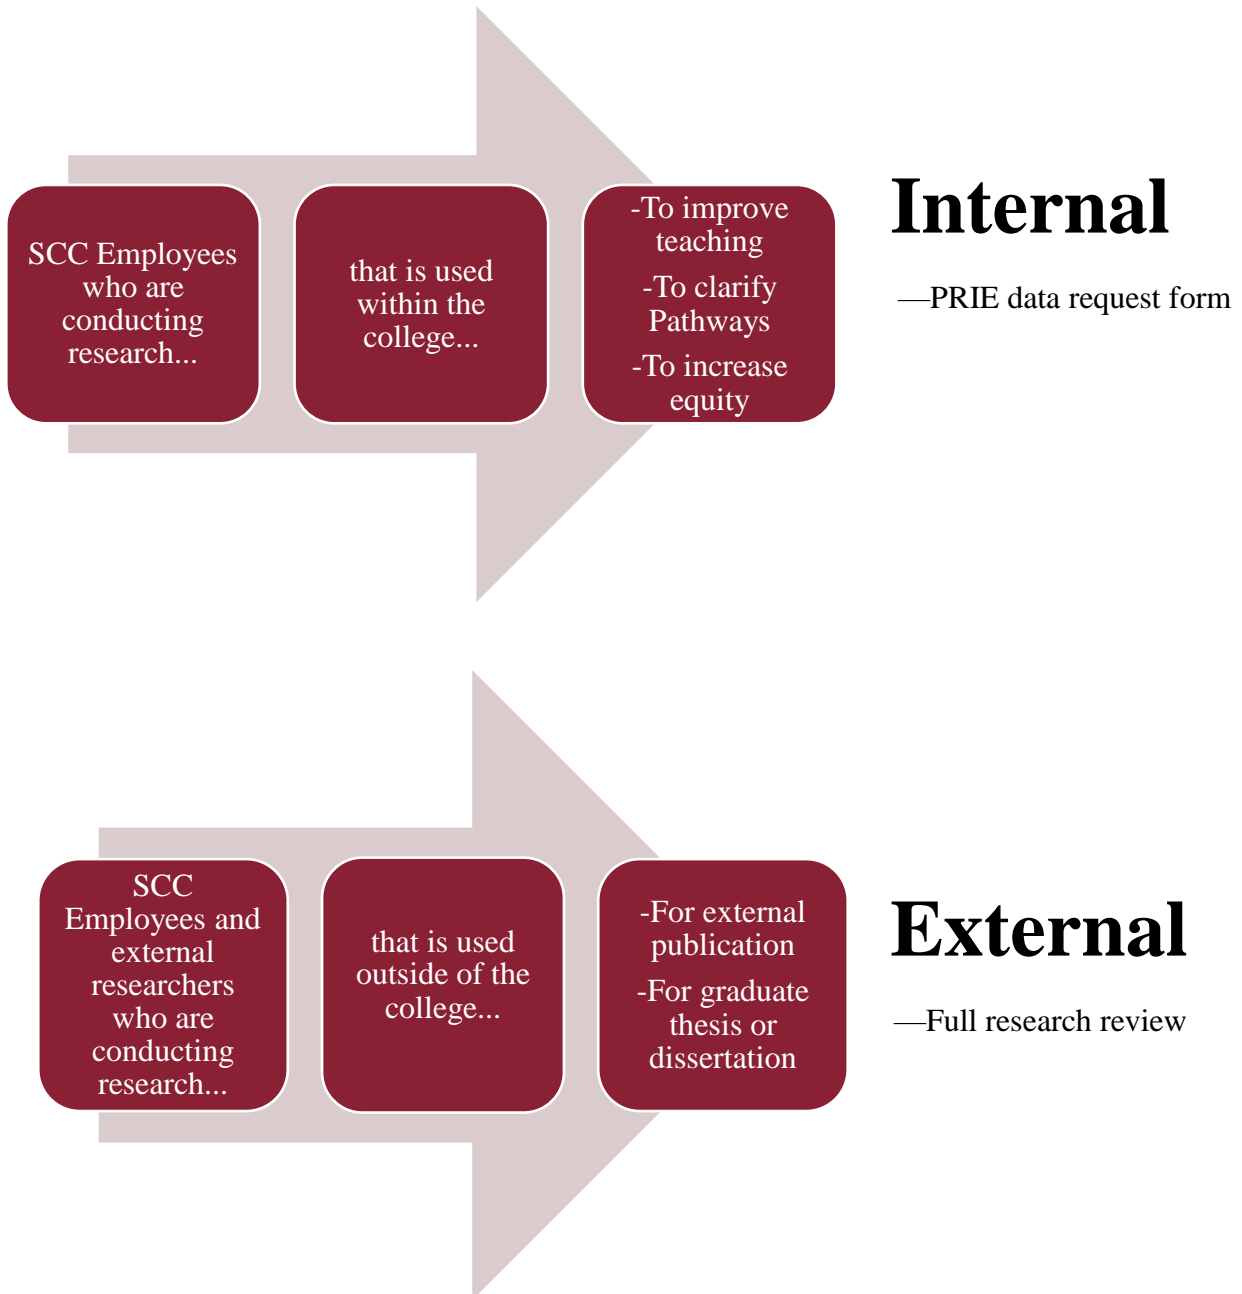 SCC Employees
who are
conducting
research...
that is used
within the
college...
-To improve
teaching
-To clarify
Pathways
-To increase
equity
Internal
—PRIE data request form
SCC
Employees and
external
researchers
who are
conducting
research...
that is used
outside of the
college...
-For external
publication
-For graduate
thesis or
dissertation
External
—Full research review